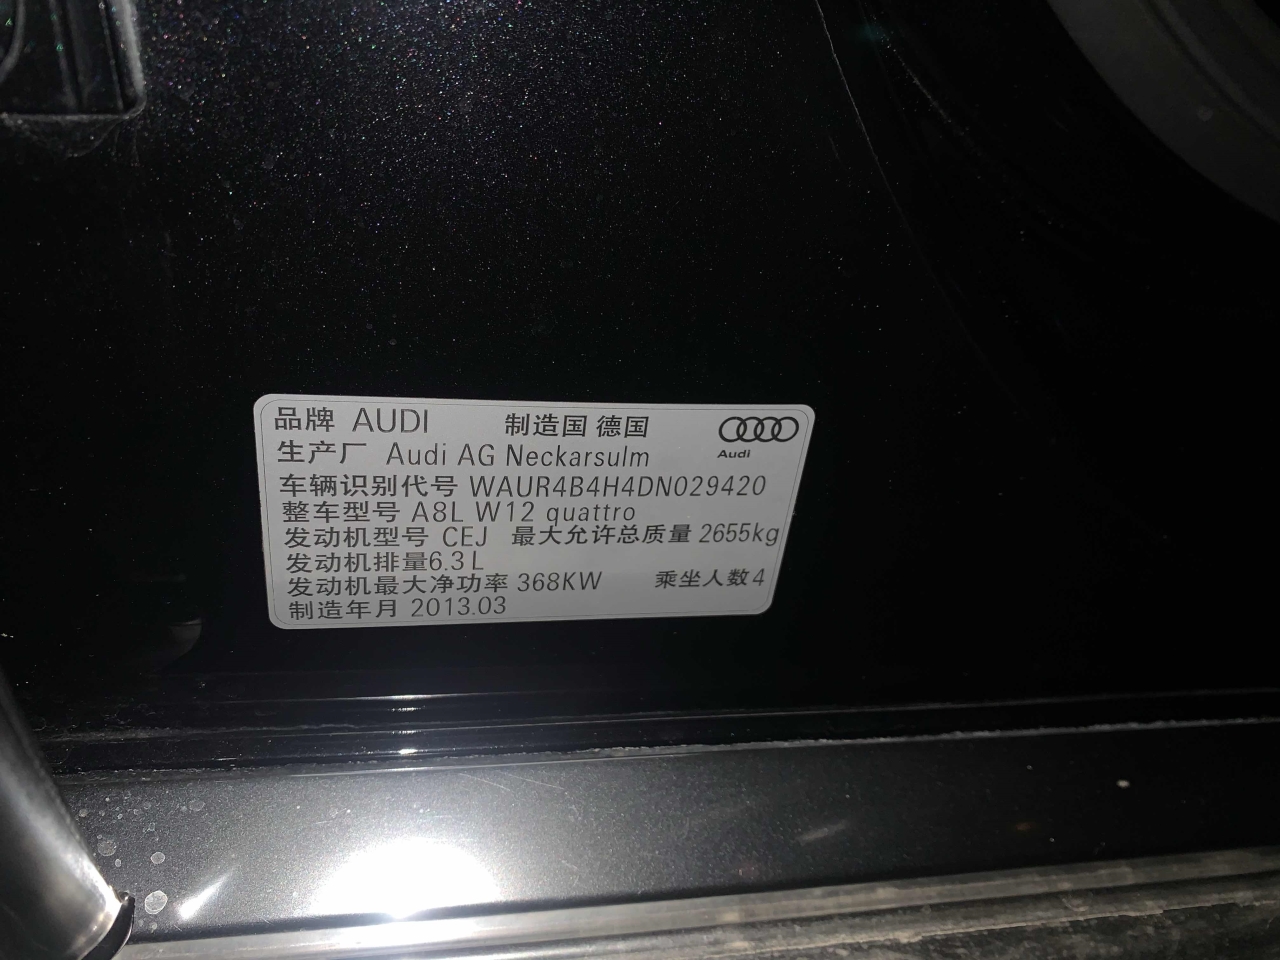 品牌 AUDI 制造国 德国
Audi
生产厂 Audi AG Neckarsulm
车辆识别代号 WAUR4B4H4DN029420
整车型号 A8L W12 quattro
发动机型号 CEJ 最大允许总质量 2655kg
发动机排量6.3L
发动机最大净功率 368KW 乘坐人数4
制造年月 2013.03